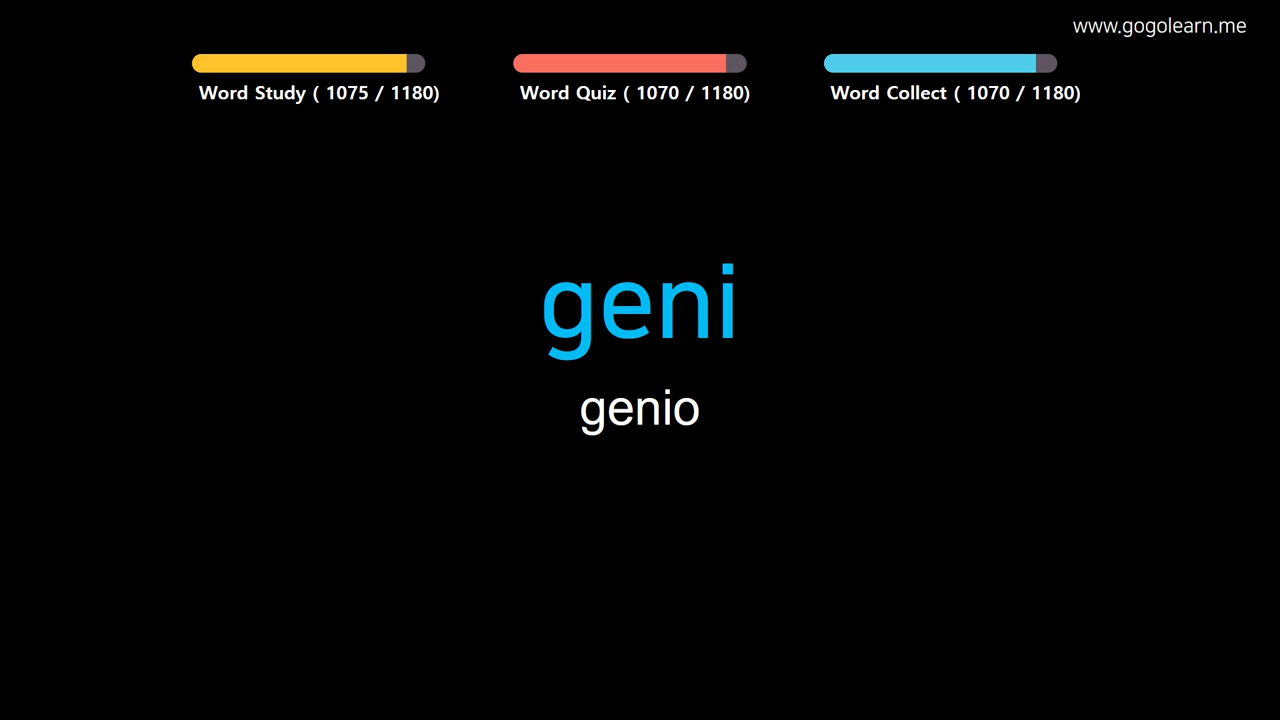 www.gogolearn.me
Word Study ( 1075 / 1180)
Word Quiz ( 1070 / 1180)
Word Collect ( 1070 / 1180)
geni
genio